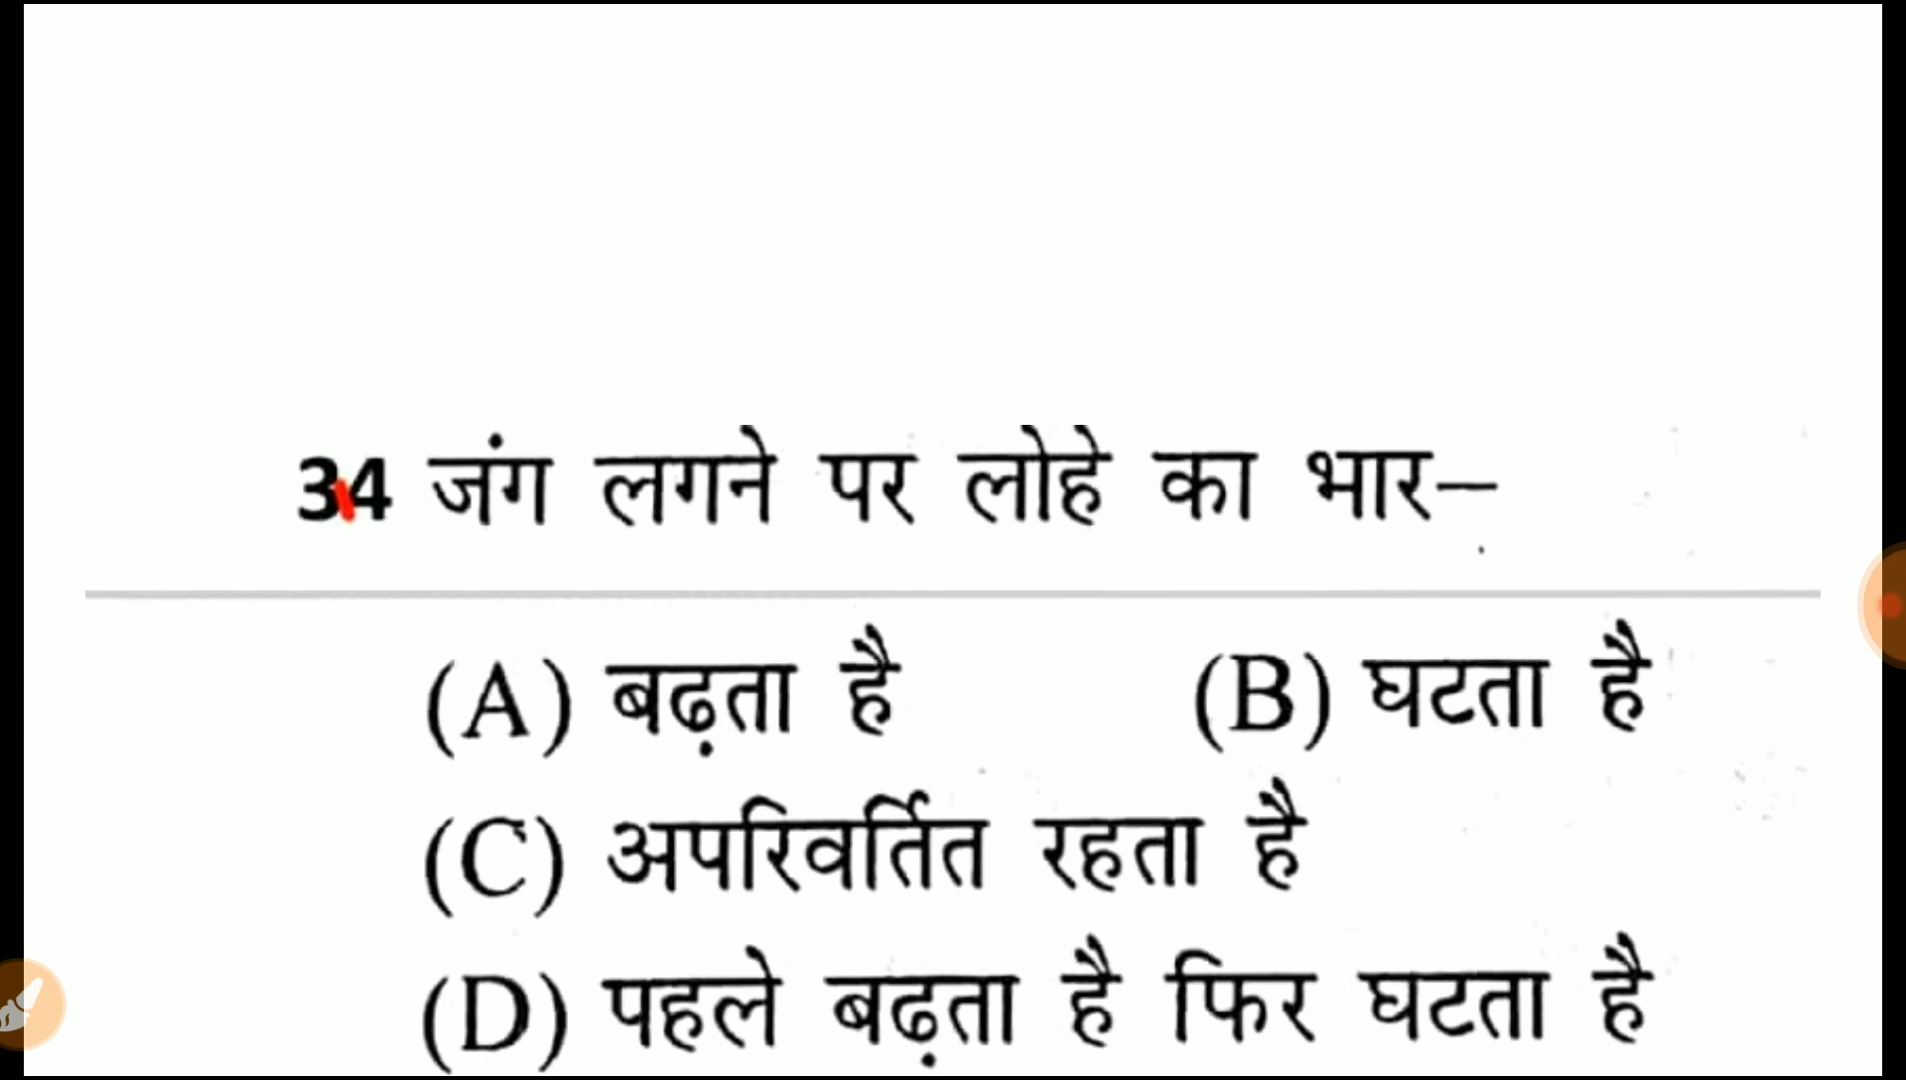 34 जंग लगने पर लोहे का भार–
(A) बढ़ता है (B) घटता है
(C) अपरिवर्तित रहता है
(D) पहले बढ़ता है फिर घटता है